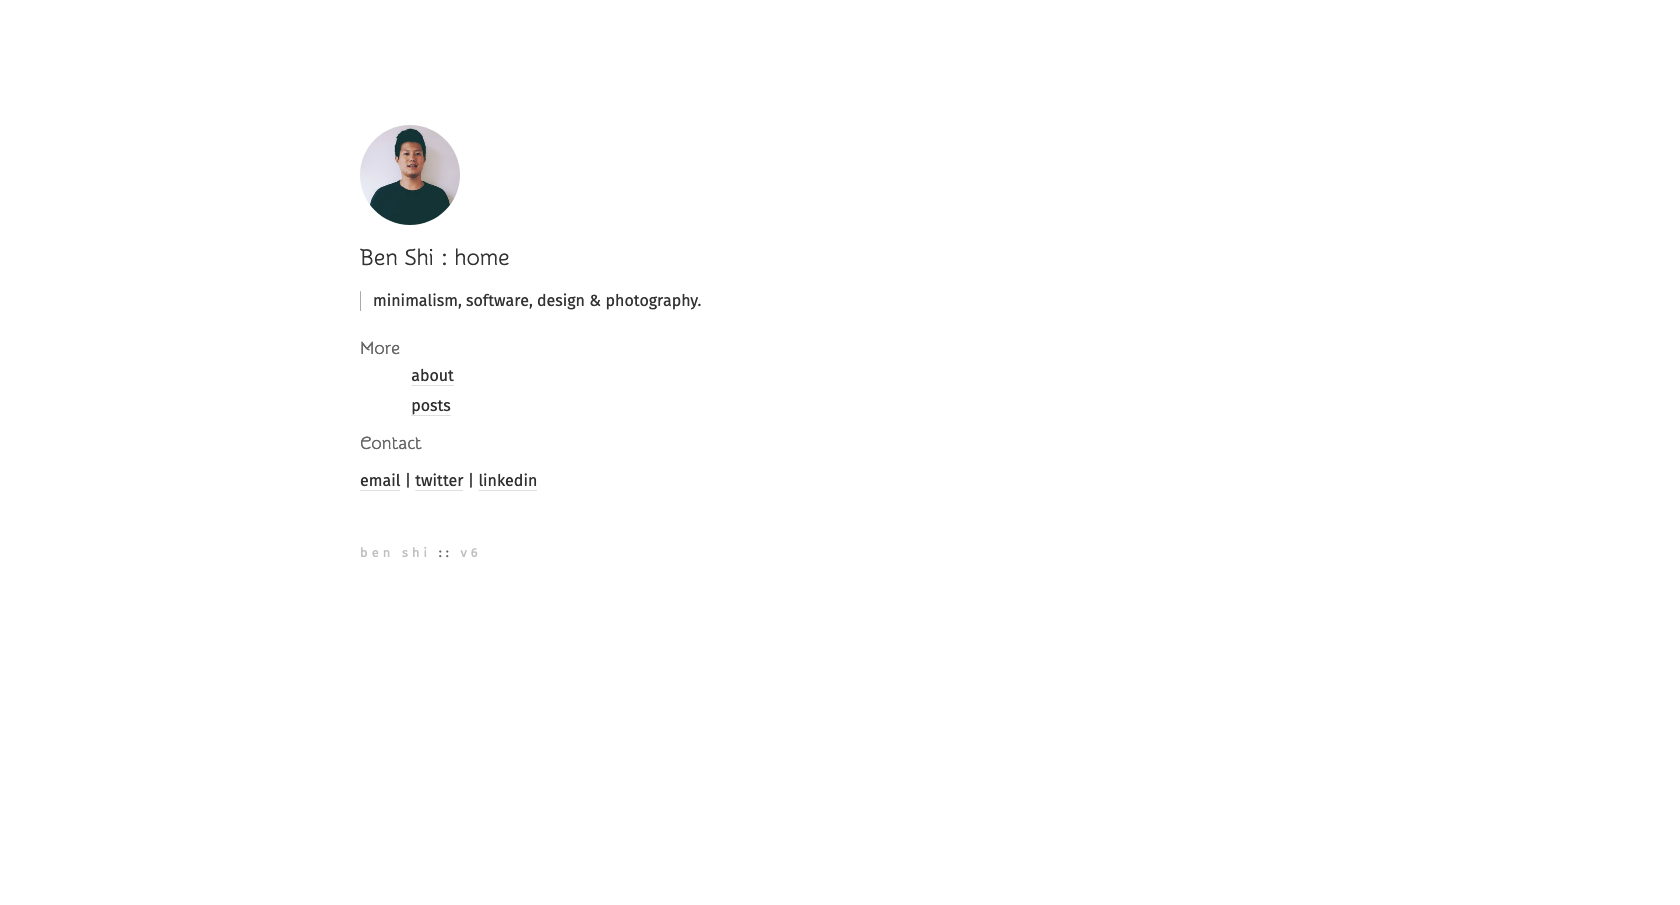 Ben Shi : home
minimalism, software, design & photography.
More
about
posts
Contact
email | twitter | linkedin
ben shi :: v6